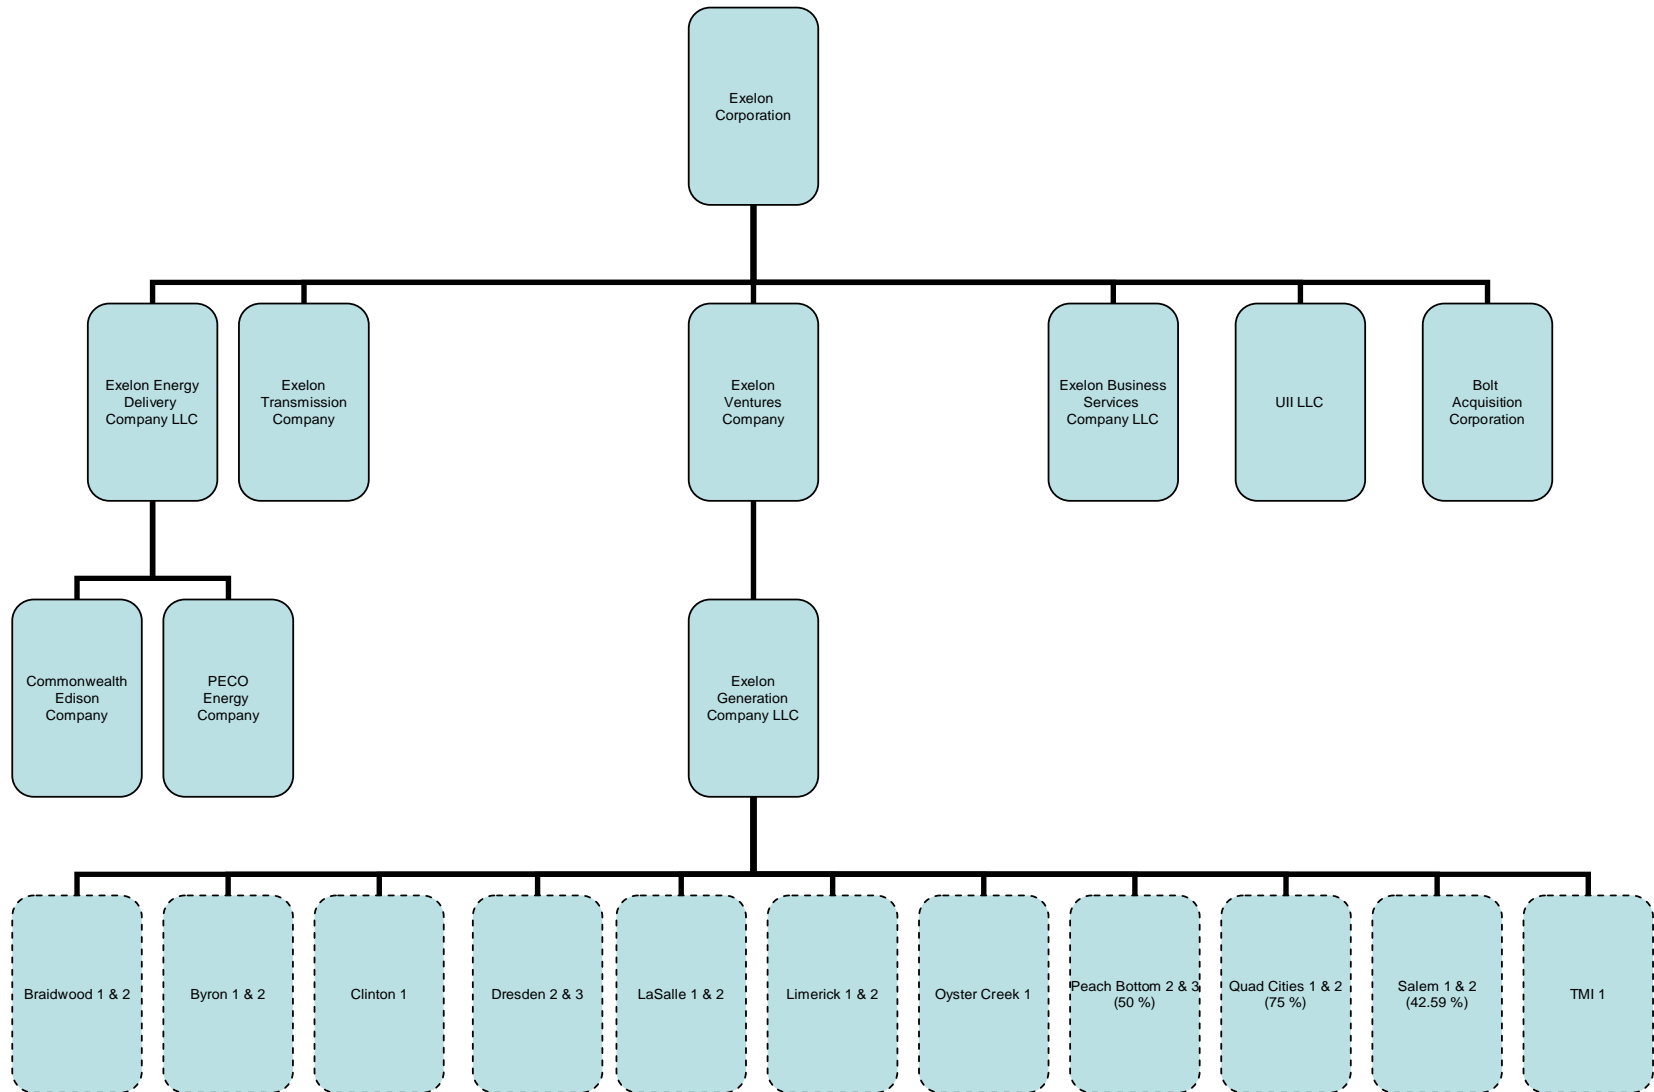 Exelon
Corporation
Exelon Energy
Delivery
Company LLC
Exelon
Transmission
Company
Exelon
Ventures
Company
Exelon Business
Services
Company LLC
UII LLC
Bolt
Acquisition
Corporation
Commonwealth
Edison
Company
PECO
Energy
Company
Exelon
Generation
Company LLC
Braidwood 1 & 2
Byron 1 & 2
Clinton 1
Dresden 2 & 3
LaSalle 1 & 2
Limerick 1 & 2
Oyster Creek 1
Peach Bottom 2 & 3
(50 %)
Quad Cities 1 & 2
(75 %)
Salem 1 & 2
(42.59 %)
TMI 1